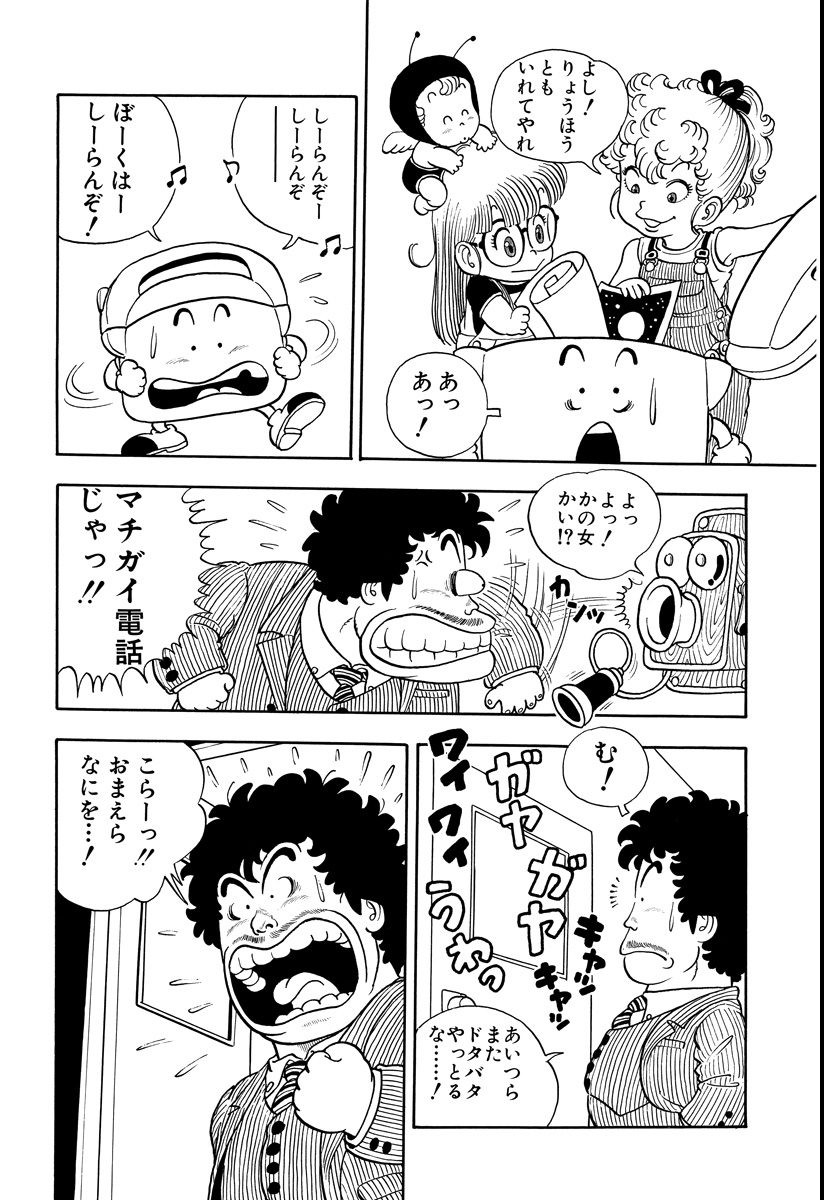 よし！
りょうほう
とも
いれてやれ
あっ
あっ！
しーらんぞー
しーらんぞ
――――
ぼーくはー
しーらんぞ！
よっ
よっ！
かの女
かい!?
カンッ
マチガイ電話
じゃっ!!
む！
ガヤ
ガヤ
ワイワイ
うわっ
キャッ
キャッ
あいつら
また
ドタバタ
やっとる
な……！
こらーっ!!
おまえら
なにを…！